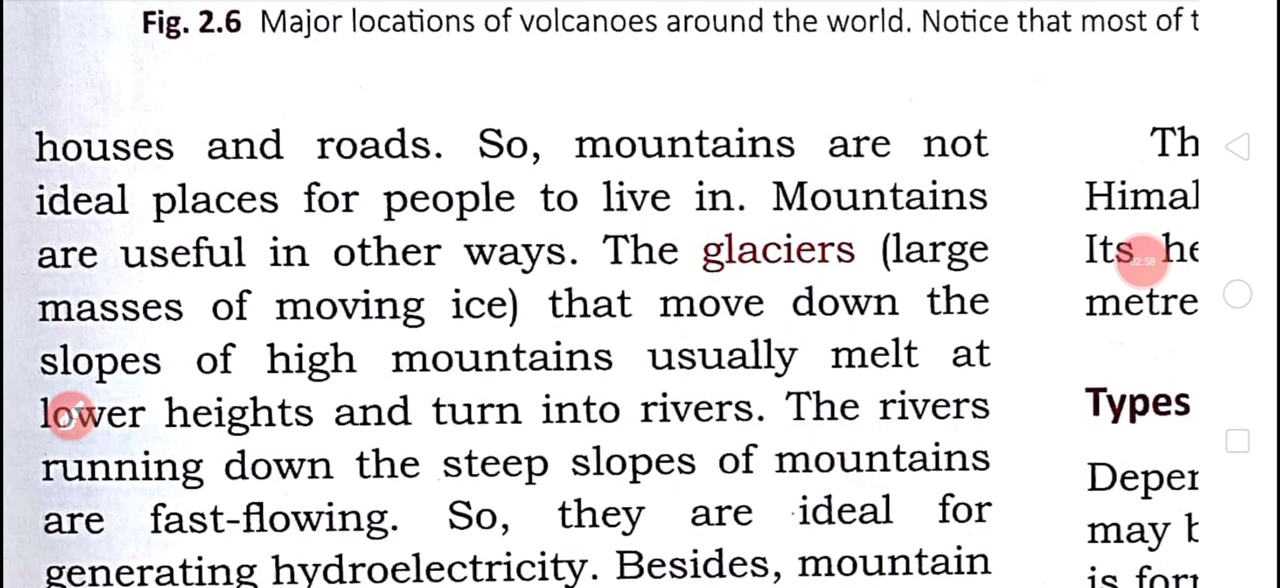 Fig. 2.6 Major locations of volcanoes around the world. Notice that most of t
houses and roads. So, mountains are not
ideal places for people to live in. Mountains
are useful in other ways. The glaciers (large
masses of moving ice) that move down the
slopes of high mountains usually melt at
lower heights and turn into rivers. The rivers
running down the steep slopes of mountains
are fast-flowing. So, they are ideal for
generating hydroelectricity. Besides, mountain
Th
Himal
Its he
metre
02:58
Types
Deper
may b
is forr